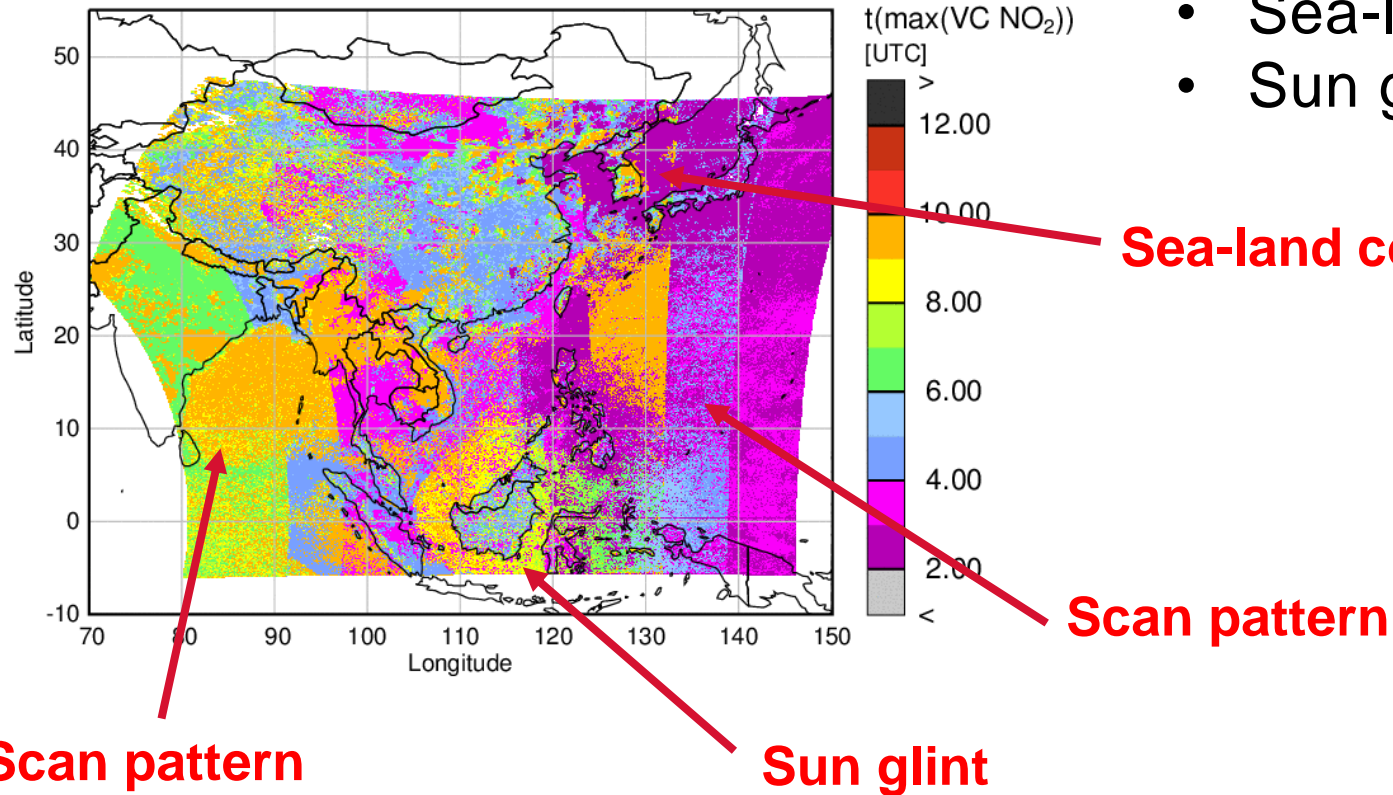 t(max(VC NO₂))
[UTC]
>
12.00
10.00
8.00
6.00
4.00
2.00
<
50
40
30
20
10
0
-10
Latitude
70 80 90 100 110 120 130 140 150
Longitude
• Sea-
• Sun g
Sea-land c
Scan pattern
Scan pattern
Sun glint